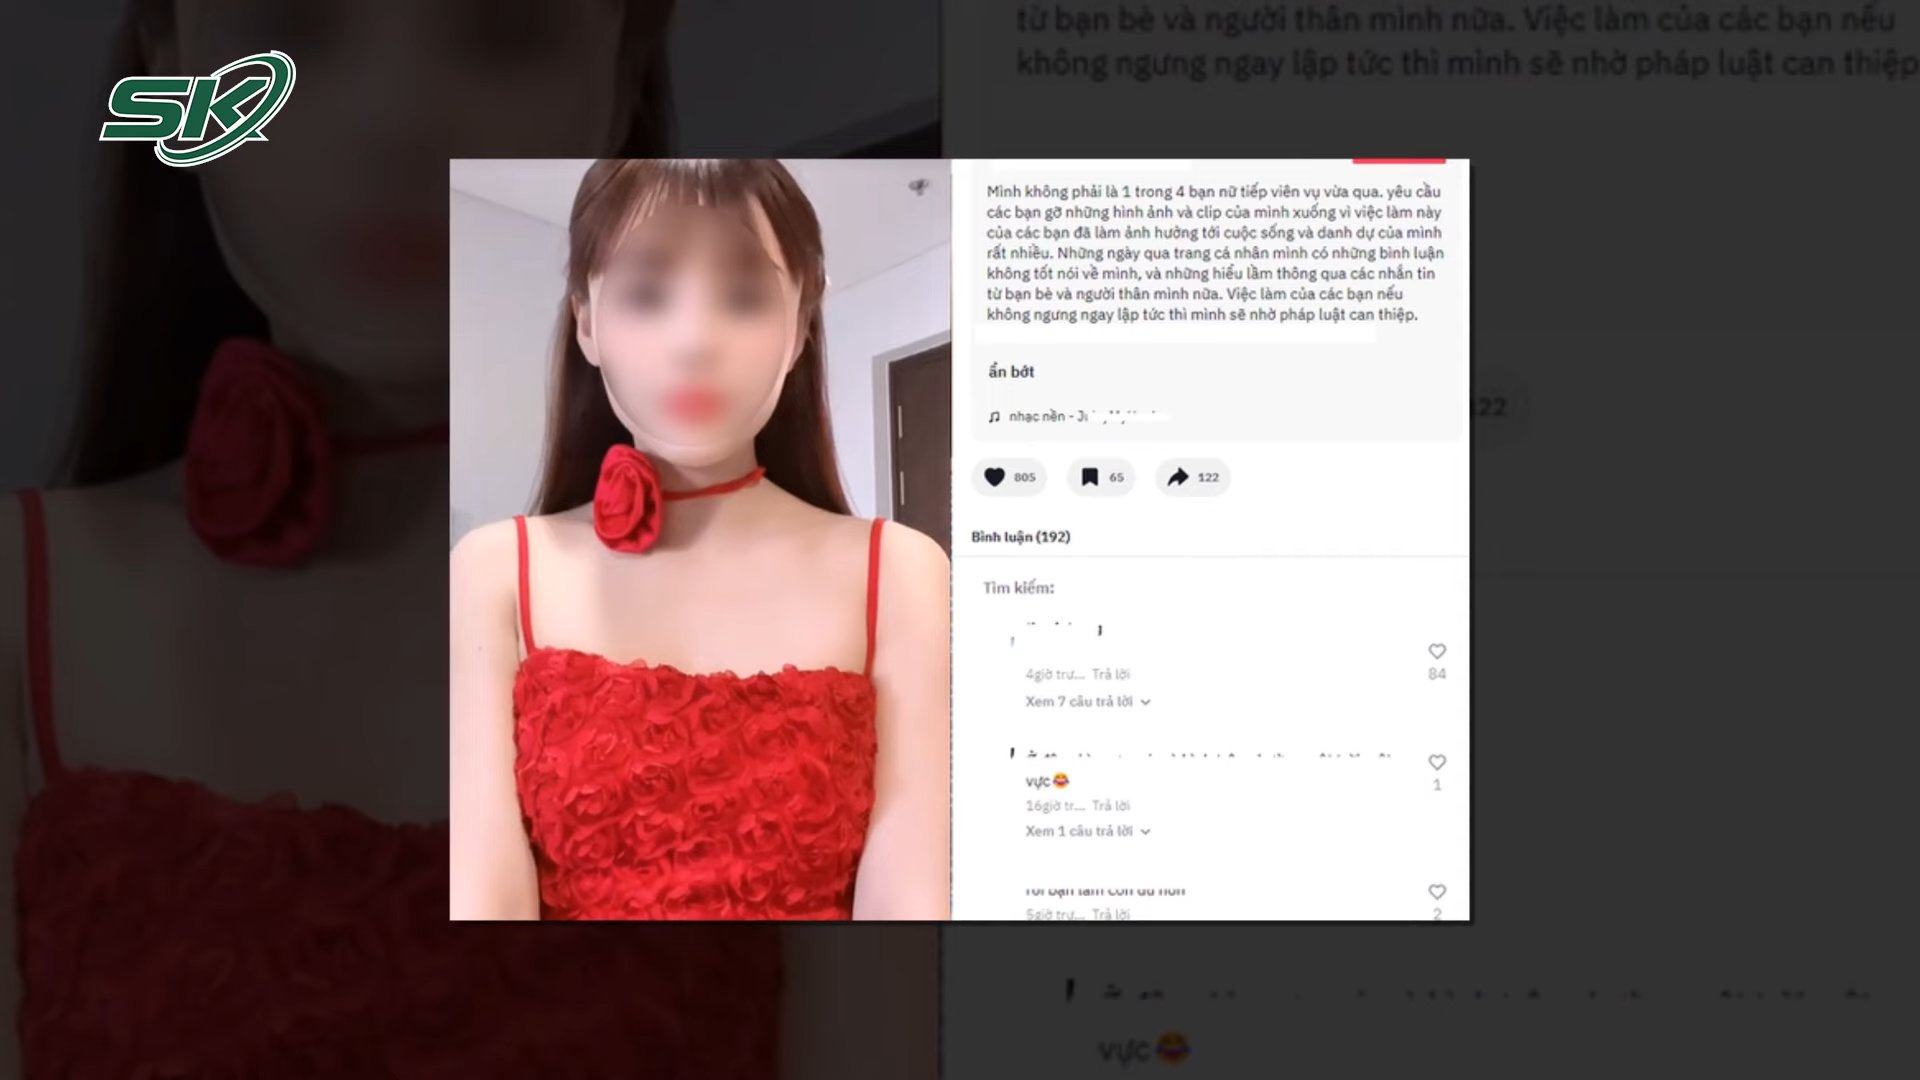 SK
từ bạn bè và người thân mình nữa. Việc làm của các bạn nếu
không ngưng ngay lập tức thì mình sẽ nhờ pháp luật can thiệp
Mình không phải là 1 trong 4 bạn nữ tiếp viên vụ vừa qua. yêu cầu
các bạn gỡ những hình ảnh và clip của mình xuống vì việc làm này
của các bạn đã làm ảnh hưởng tới cuộc sống và danh dự của mình
rất nhiều. Những ngày qua trang cá nhân mình có những bình luận
không tốt nói về mình, và những hiểu lầm thông qua các nhắn tin
từ bạn bè và người thân mình nữa. Việc làm của các bạn nếu
không ngưng ngay lập tức thì mình sẽ nhờ pháp luật can thiệp.
ẩn bớt
nhạc nền -
805 65 122
122
Bình luận (192)
Tìm kiếm:
4giờ trư... Trả lời
84
Xem 7 câu trả lời
vực😂
1
16giờ tr... Trả lời
Xem 1 câu trả lời
5giờ trư... Trả lời
2
vực😂